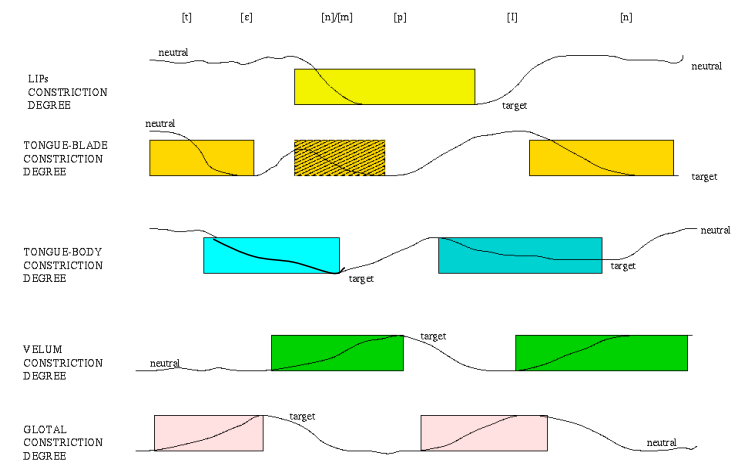 [t] [ɛ] [n]/[m] [p] [I] [n]
neutral
neutral
LIPs
CONSTRICTION
DEGREE
target
neutral
TONGUE-BLADE
CONSTRICTION
DEGREE
target
neutral
TONGUE-BODY
CONSTRICTION
DEGREE
target
target
target
VELUM
CONSTRICTION
DEGREE
neutral
target
GLOTAL
CONSTRICTION
DEGREE
neutral